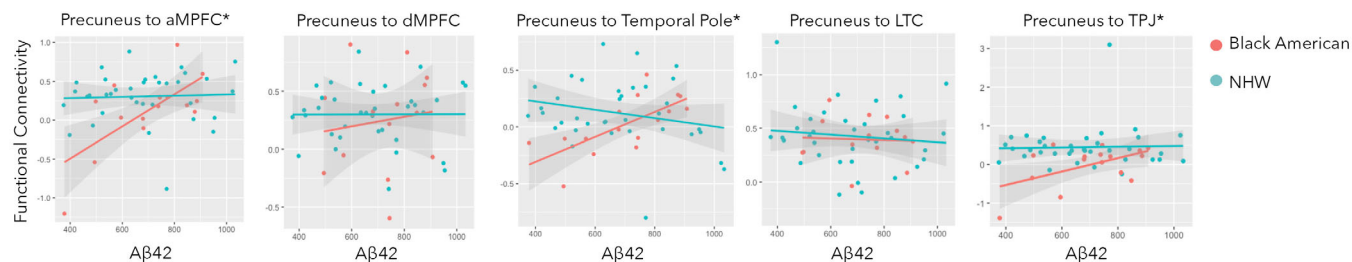 Precuneus to aMPFC* Precuneus to dMPFC Precuneus to Temporal Pole* Precuneus to LTC Precuneus to TPJ*
Functional Connectivity
1.0
0.5
0.0
-0.5
-1.0
400 600 800 1000
Aβ42
0.5
0.0
-0.5
400 600 800 1000
Aβ42
0.5
0.0
-0.5
400 600 800 1000
Aβ42
1.0
0.5
0.0
400 600 800 1000
Aβ42
3
2
1
0
-1
400 600 800 1000
Aβ42
Black American
NHW